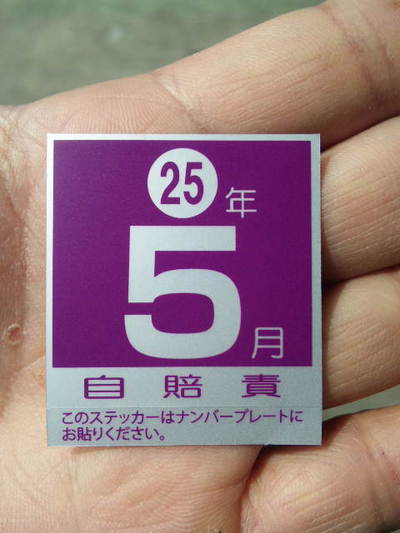 25年
5月
自賠責
このステッカーはナンバープレートに
お貼りください。